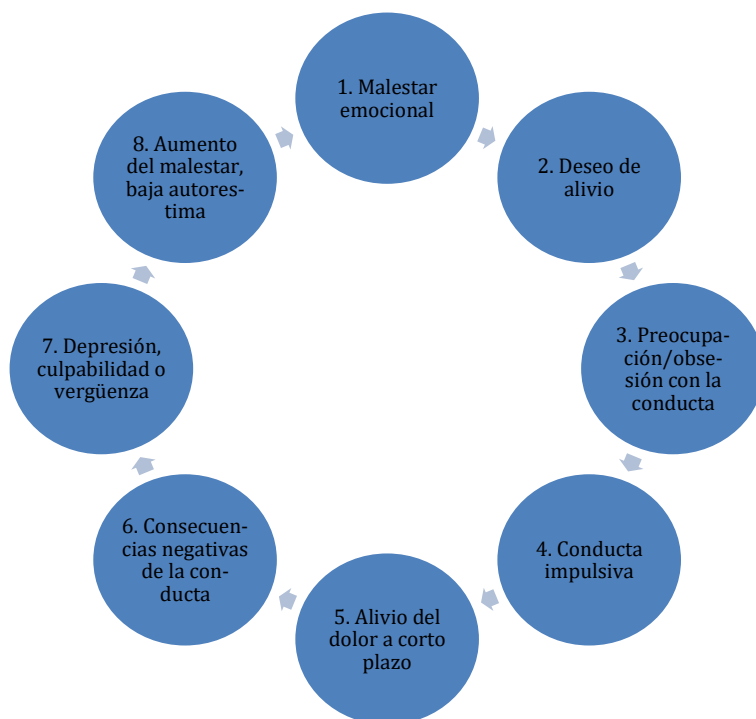 1. Malestar
emocional
2. Deseo de
alivio
3. Preocupa-
ción/obse-
sión con la
conducta
4. Conducta
impulsiva
5. Alivio del
dolor a corto
plazo
6. Consecuen-
cias negativas
de la con-
ducta
7. Depresión,
culpabilidad o
vergüenza
8. Aumento
del malestar,
baja autores-
tima